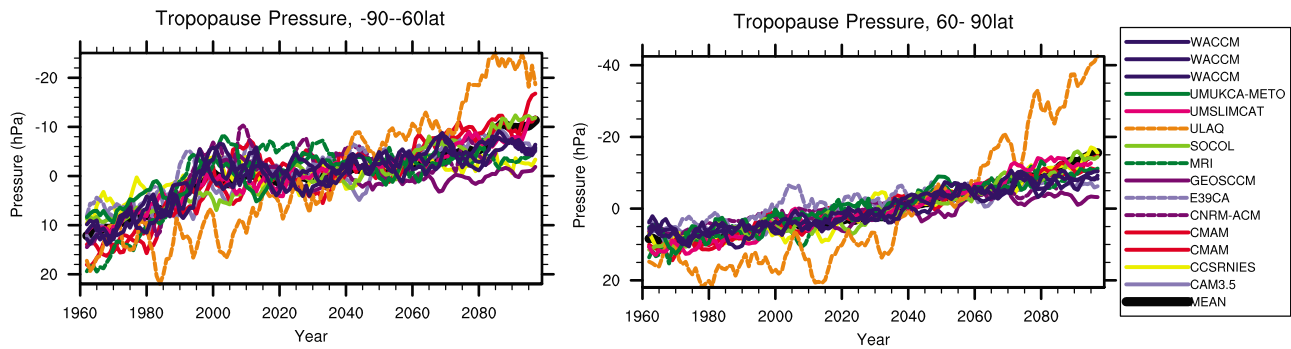 Tropopause Pressure, -90--60lat
Pressure (hPa)
-20
-10
0
10
20
1960 1980 2000 2020 2040 2060 2080
Year
Tropopause Pressure, 60- 90lat
Pressure (hPa)
-40
-20
0
20
1960 1980 2000 2020 2040 2060 2080
Year
WACCM
WACCM
WACCM
UMUKCA-METO
UMSLIMCAT
ULAQ
SOCOL
MRI
GEOSCCM
E39CA
CNRM-ACM
CMAM
CMAM
CCSRNIES
CAM3.5
MEAN